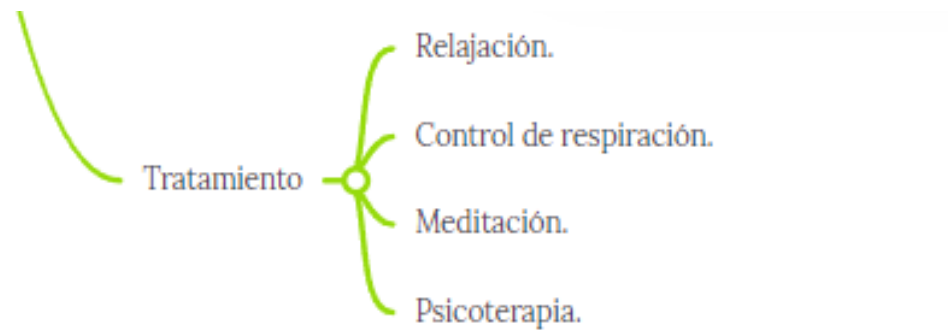 Relajación.
Control de respiración.
Tratamiento
Meditación.
Psicoterapia.